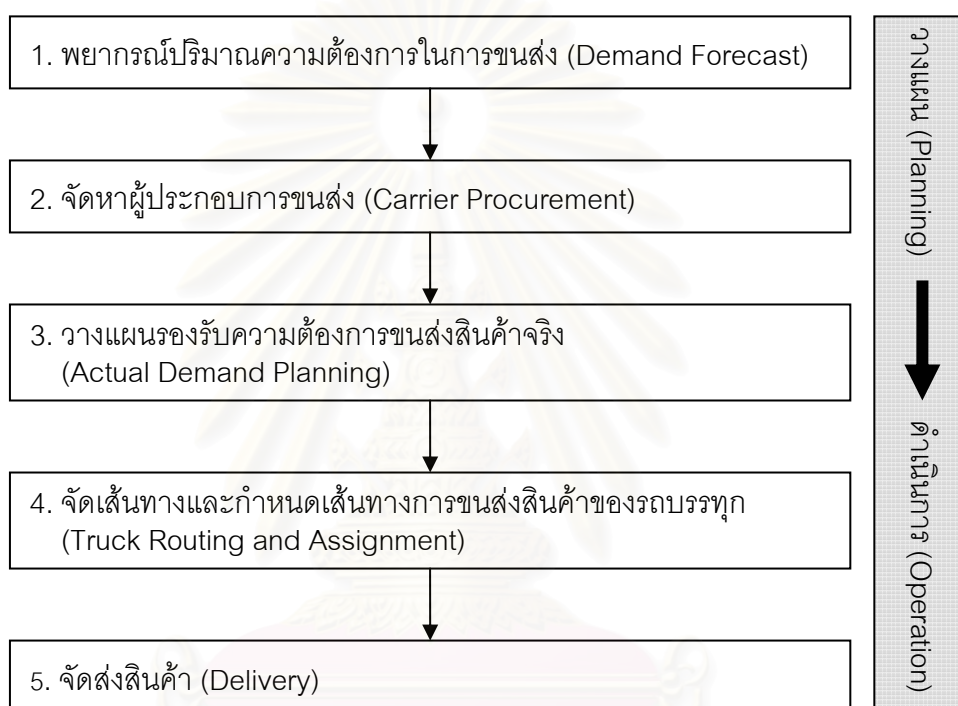 1. พยากรณ์ปริมาณความต้องการในการขนส่ง (Demand Forecast)
2. จัดหาผู้ประกอบการขนส่ง (Carrier Procurement)
3. วางแผนรองรับความต้องการขนส่งสินค้าจริง
(Actual Demand Planning)
4. จัดเส้นทางและกำหนดเส้นทางการขนส่งสินค้าของรถบรรทุก
(Truck Routing and Assignment)
5. จัดส่งสินค้า (Delivery)
วางแผน (Planning)
ดำเนินการ (Operation)